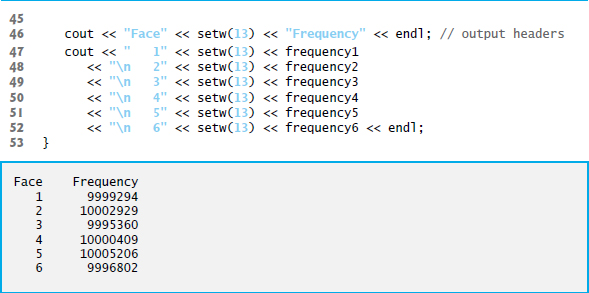 45
46 cout << "Face" << setw(13) << "Frequency" << endl; // output headers
47 cout << "   1" << setw(13) << frequency1
48 << "\n   2" << setw(13) << frequency2
49 << "\n   3" << setw(13) << frequency3
50 << "\n   4" << setw(13) << frequency4
51 << "\n   5" << setw(13) << frequency5
52 << "\n   6" << setw(13) << frequency6 << endl;
53 }
Face Frequency
1 9999294
2 10002929
3 9995360
4 10000409
5 10005206
6 9996802